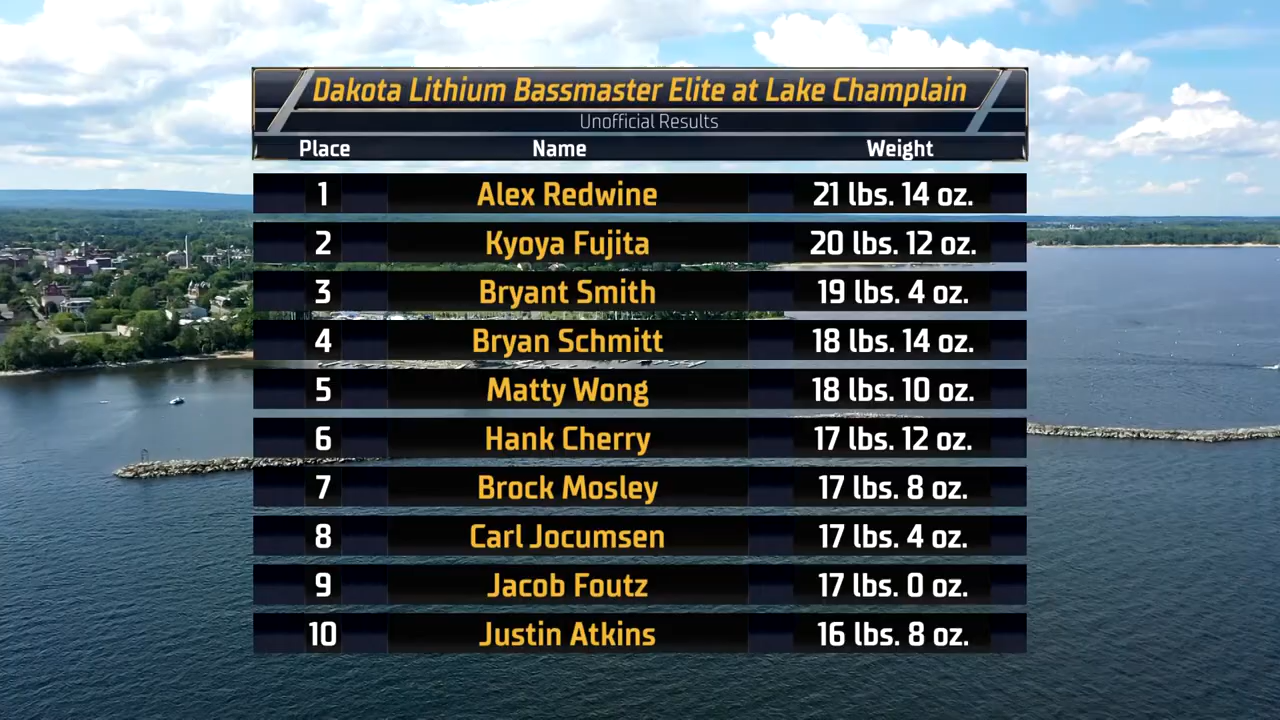 Dakota Lithium Bassmaster Elite at Lake Champlain
Unofficial Results
Place Name Weight
1 Alex Redwine 21 lbs. 14 oz.
2 Kyoya Fujita 20 lbs. 12 oz.
3 Bryant Smith 19 lbs. 4 oz.
4 Bryan Schmitt 18 lbs. 14 oz.
5 Matty Wong 18 lbs. 10 oz.
6 Hank Cherry 17 lbs. 12 oz.
7 Brock Mosley 17 lbs. 8 oz.
8 Carl Jocumsen 17 lbs. 4 oz.
9 Jacob Foutz 17 lbs. 0 oz.
10 Justin Atkins 16 lbs. 8 oz.